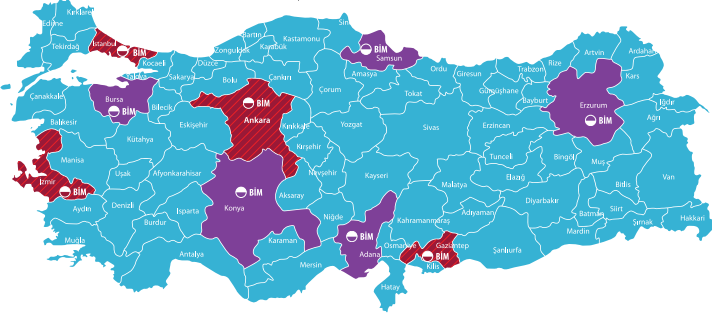 Kırklareli
Edirne
Tekirdağ
İstanbul
BİM
Kocaeli
Yalova
Sakarya
Düzce
Zonguldak
Bartın
Karabük
Kastamonu
Sinop
BİM
Samsun
Bolu
Çankırı
Çorum
Amasya
Tokat
Ordu
Giresun
Gümüşhane
Trabzon
Bayburt
Rize
Artvin
Ardahan
Kars
Iğdır
Ağrı
Erzurum
BİM
Çanakkale
Balıkesir
Bursa
BİM
Bilecik
Eskişehir
BİM
Ankara
Kırıkkale
Kırşehir
Yozgat
Sivas
Erzincan
Tunceli
Bingöl
Muş
Bitlis
Van
Kütahya
Manisa
Uşak
Afyonkarahisar
İzmir
BİM
Aydın
Denizli
Burdur
Isparta
Konya
BİM
Aksaray
Nevşehir
Kayseri
Niğde
Malatya
Elazığ
Diyarbakır
Batman
Siirt
Şırnak
Hakkari
Mardin
Şanlıurfa
Adıyaman
Kahramanmaraş
Osmaniye
Gaziantep
BİM
Kilis
Hatay
BİM
Adana
Mersin
Karaman
Antalya
Muğla